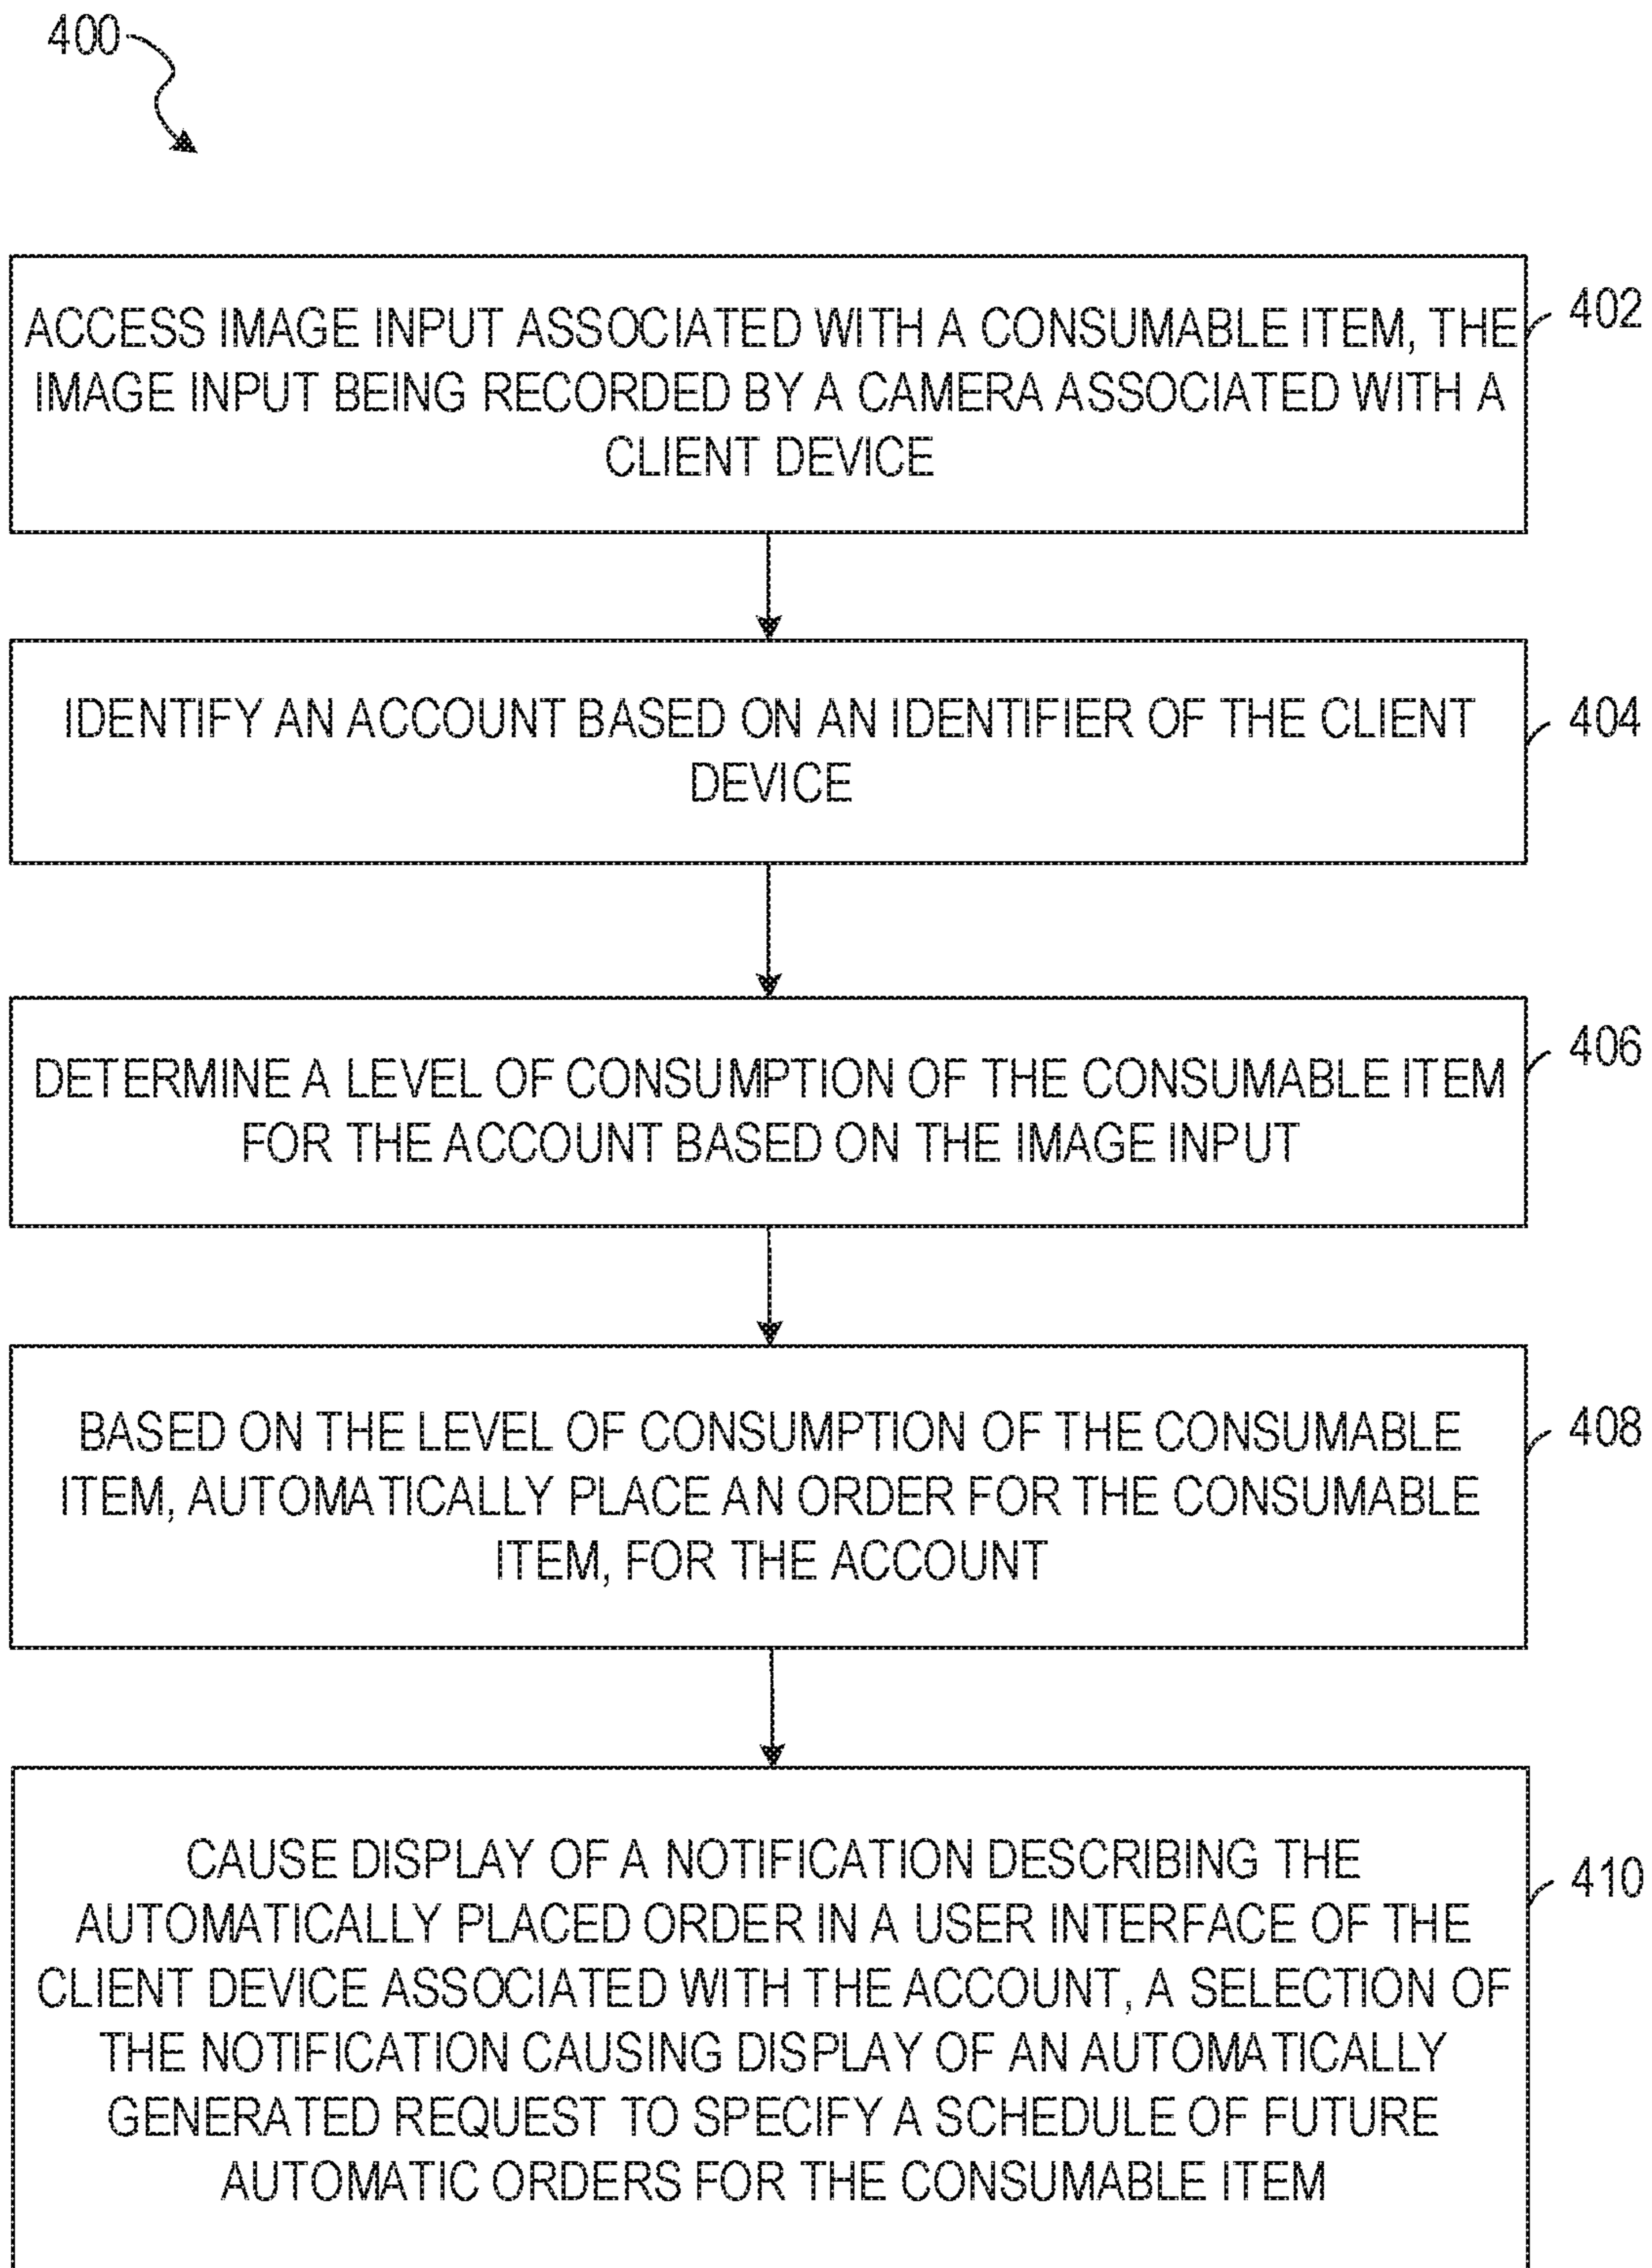 400
ACCESS IMAGE INPUT ASSOCIATED WITH A CONSUMABLE ITEM, THE
IMAGE INPUT BEING RECORDED BY A CAMERA ASSOCIATED WITH A
CLIENT DEVICE
402
IDENTIFY AN ACCOUNT BASED ON AN IDENTIFIER OF THE CLIENT
DEVICE
404
DETERMINE A LEVEL OF CONSUMPTION OF THE CONSUMABLE ITEM
FOR THE ACCOUNT BASED ON THE IMAGE INPUT
406
BASED ON THE LEVEL OF CONSUMPTION OF THE CONSUMABLE
ITEM, AUTOMATICALLY PLACE AN ORDER FOR THE CONSUMABLE
ITEM, FOR THE ACCOUNT
408
CAUSE DISPLAY OF A NOTIFICATION DESCRIBING THE
AUTOMATICALLY PLACED ORDER IN A USER INTERFACE OF THE
CLIENT DEVICE ASSOCIATED WITH THE ACCOUNT, A SELECTION OF
THE NOTIFICATION CAUSING DISPLAY OF AN AUTOMATICALLY
GENERATED REQUEST TO SPECIFY A SCHEDULE OF FUTURE
AUTOMATIC ORDERS FOR THE CONSUMABLE ITEM
410